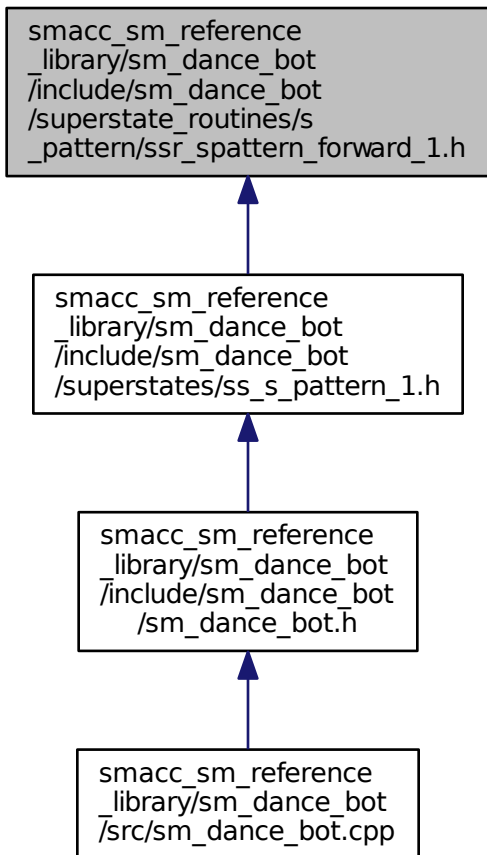 smacc_sm_reference
_library/sm_dance_bot
/include/sm_dance_bot
/superstate_routines/s
_pattern/ssr_spattern_forward_1.h
smacc_sm_reference
_library/sm_dance_bot
/include/sm_dance_bot
/superstates/ss_s_pattern_1.h
smacc_sm_reference
_library/sm_dance_bot
/include/sm_dance_bot
/sm_dance_bot.h
smacc_sm_reference
_library/sm_dance_bot
/src/sm_dance_bot.cpp